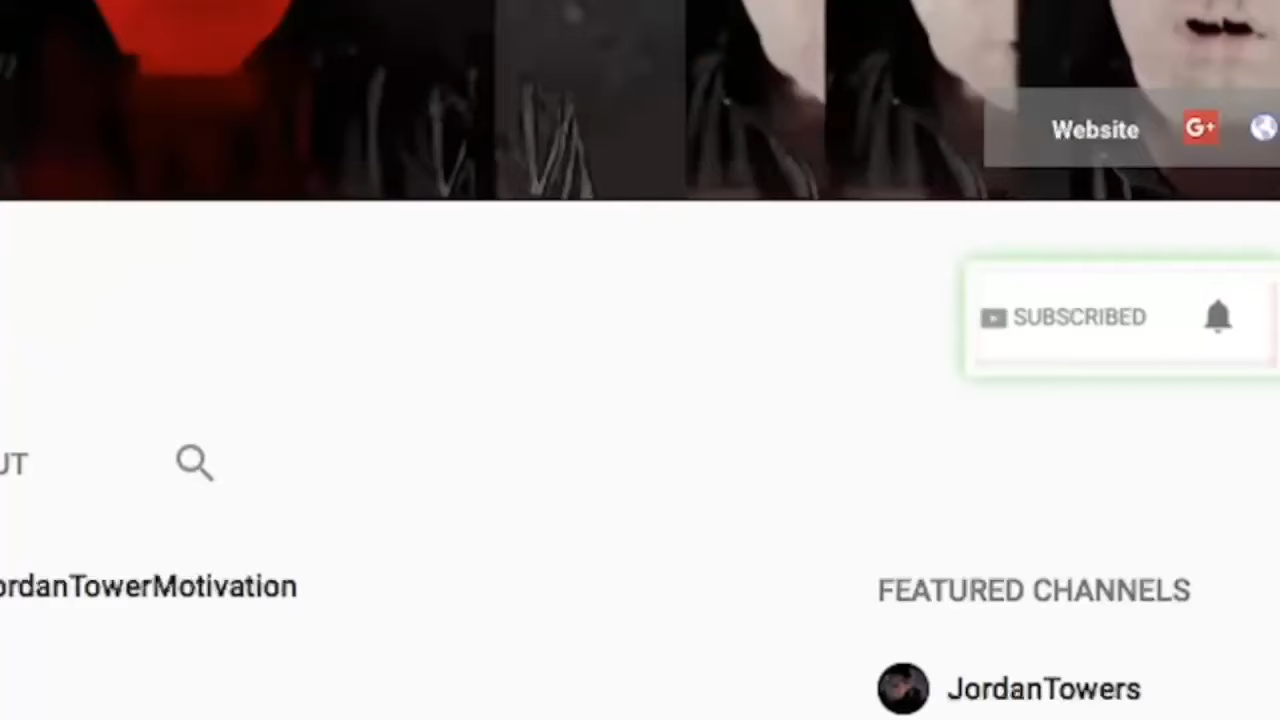 Website G+
SUBSCRIBED
UT
ordanTowerMotivation
FEATURED CHANNELS
JordanTowers